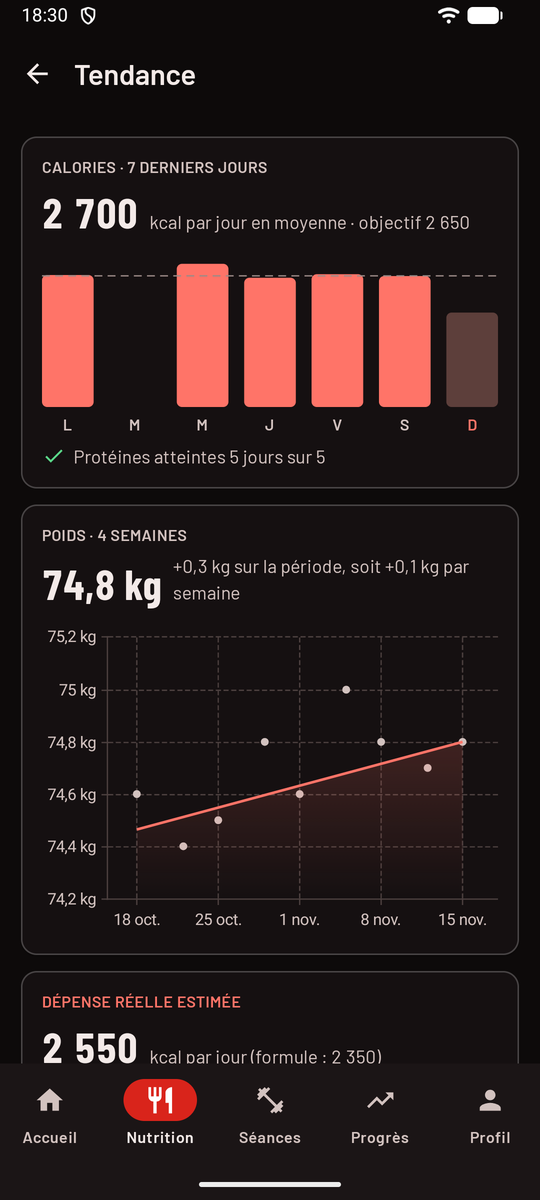 18:30
Tendance
CALORIES · 7 DERNIERS JOURS
2 700 kcal par jour en moyenne · objectif 2 650
L M M J V S D
Protéines atteintes 5 jours sur 5
POIDS · 4 SEMAINES
74,8 kg +0,3 kg sur la période, soit +0,1 kg par
semaine
75,2 kg
75 kg
74,8 kg
74,6 kg
74,4 kg
74,2 kg
18 oct. 25 oct. 1 nov. 8 nov. 15 nov.
DÉPENSE RÉELLE ESTIMÉE
2 550 kcal par jour (formule : 2 350)
Accueil Nutrition Séances Progrès Profil